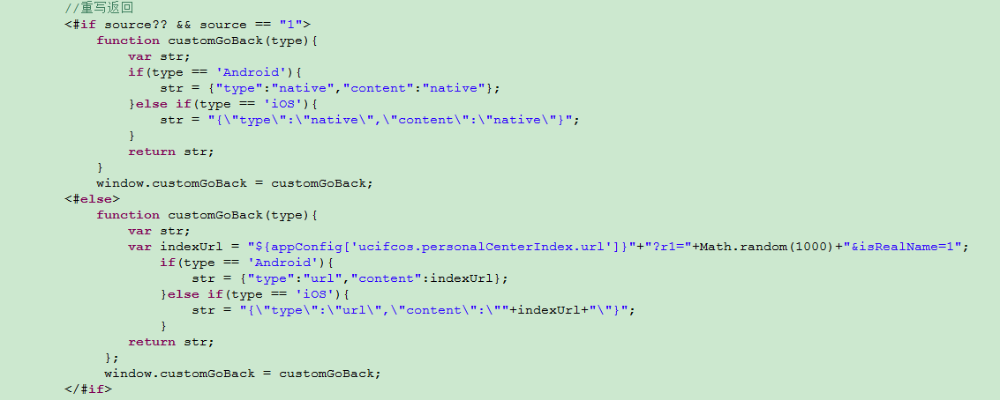 //重写返回
<#if source?? && source == "1">
function customGoBack(type){
var str;
if(type == 'Android'){
str = {"type":"native","content":"native"};
}else if(type == 'iOS'){
str = "{\"type\":\"native\",\"content\":\"native\"}";
}
return str;
}
window.customGoBack = customGoBack;
<#else>
function customGoBack(type){
var str;
var indexUrl = "${appConfig['ucifcos.personalCenterIndex.url']}"+"?r1="+Math.random(1000)+"&isRealName=1";
if(type == 'Android'){
str = {"type":"url","content":indexUrl};
}else if(type == 'iOS'){
str = "{\"type\":\"url\",\"content\":\""+indexUrl+"\"}";
}
return str;
};
window.customGoBack = customGoBack;
</#if>